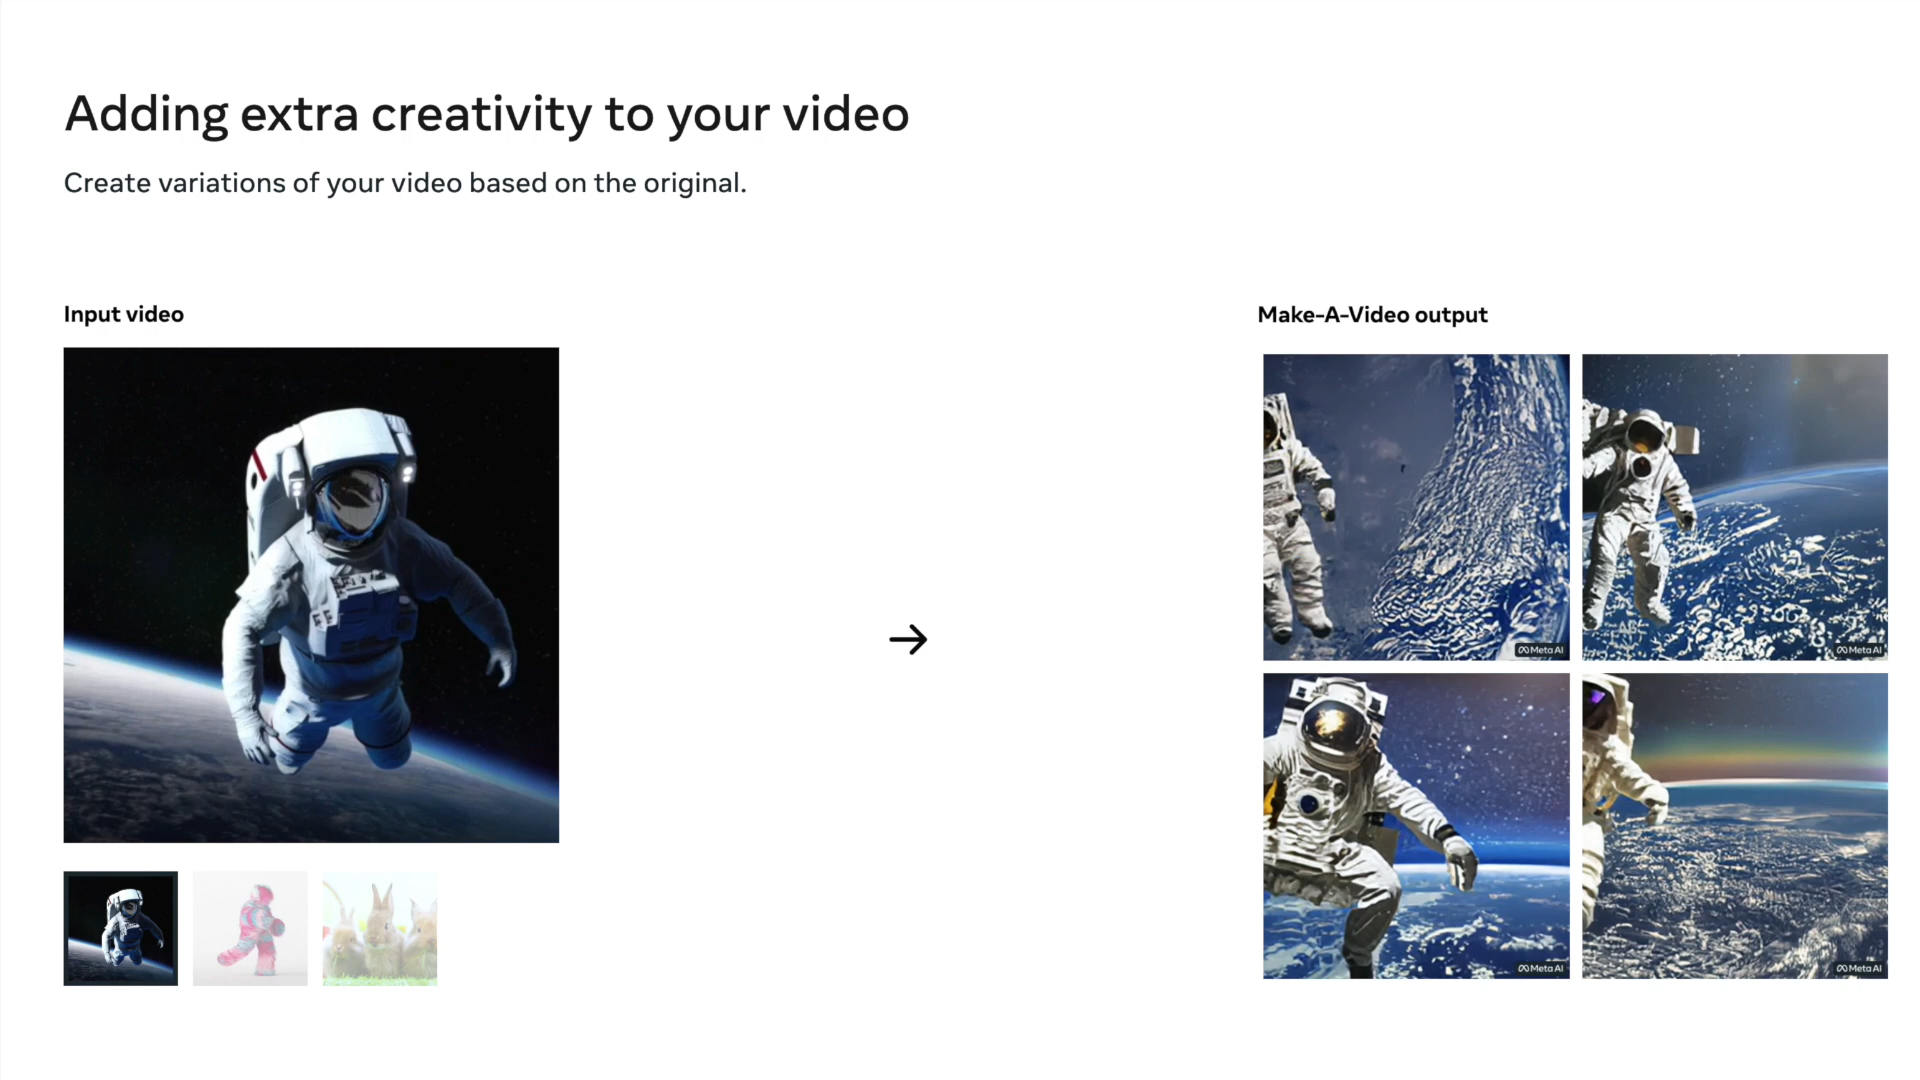 Adding extra creativity to your video
Create variations of your video based on the original.
Input video
Make-A-Video output
Meta AI
Meta AI
Meta AI
Meta AI